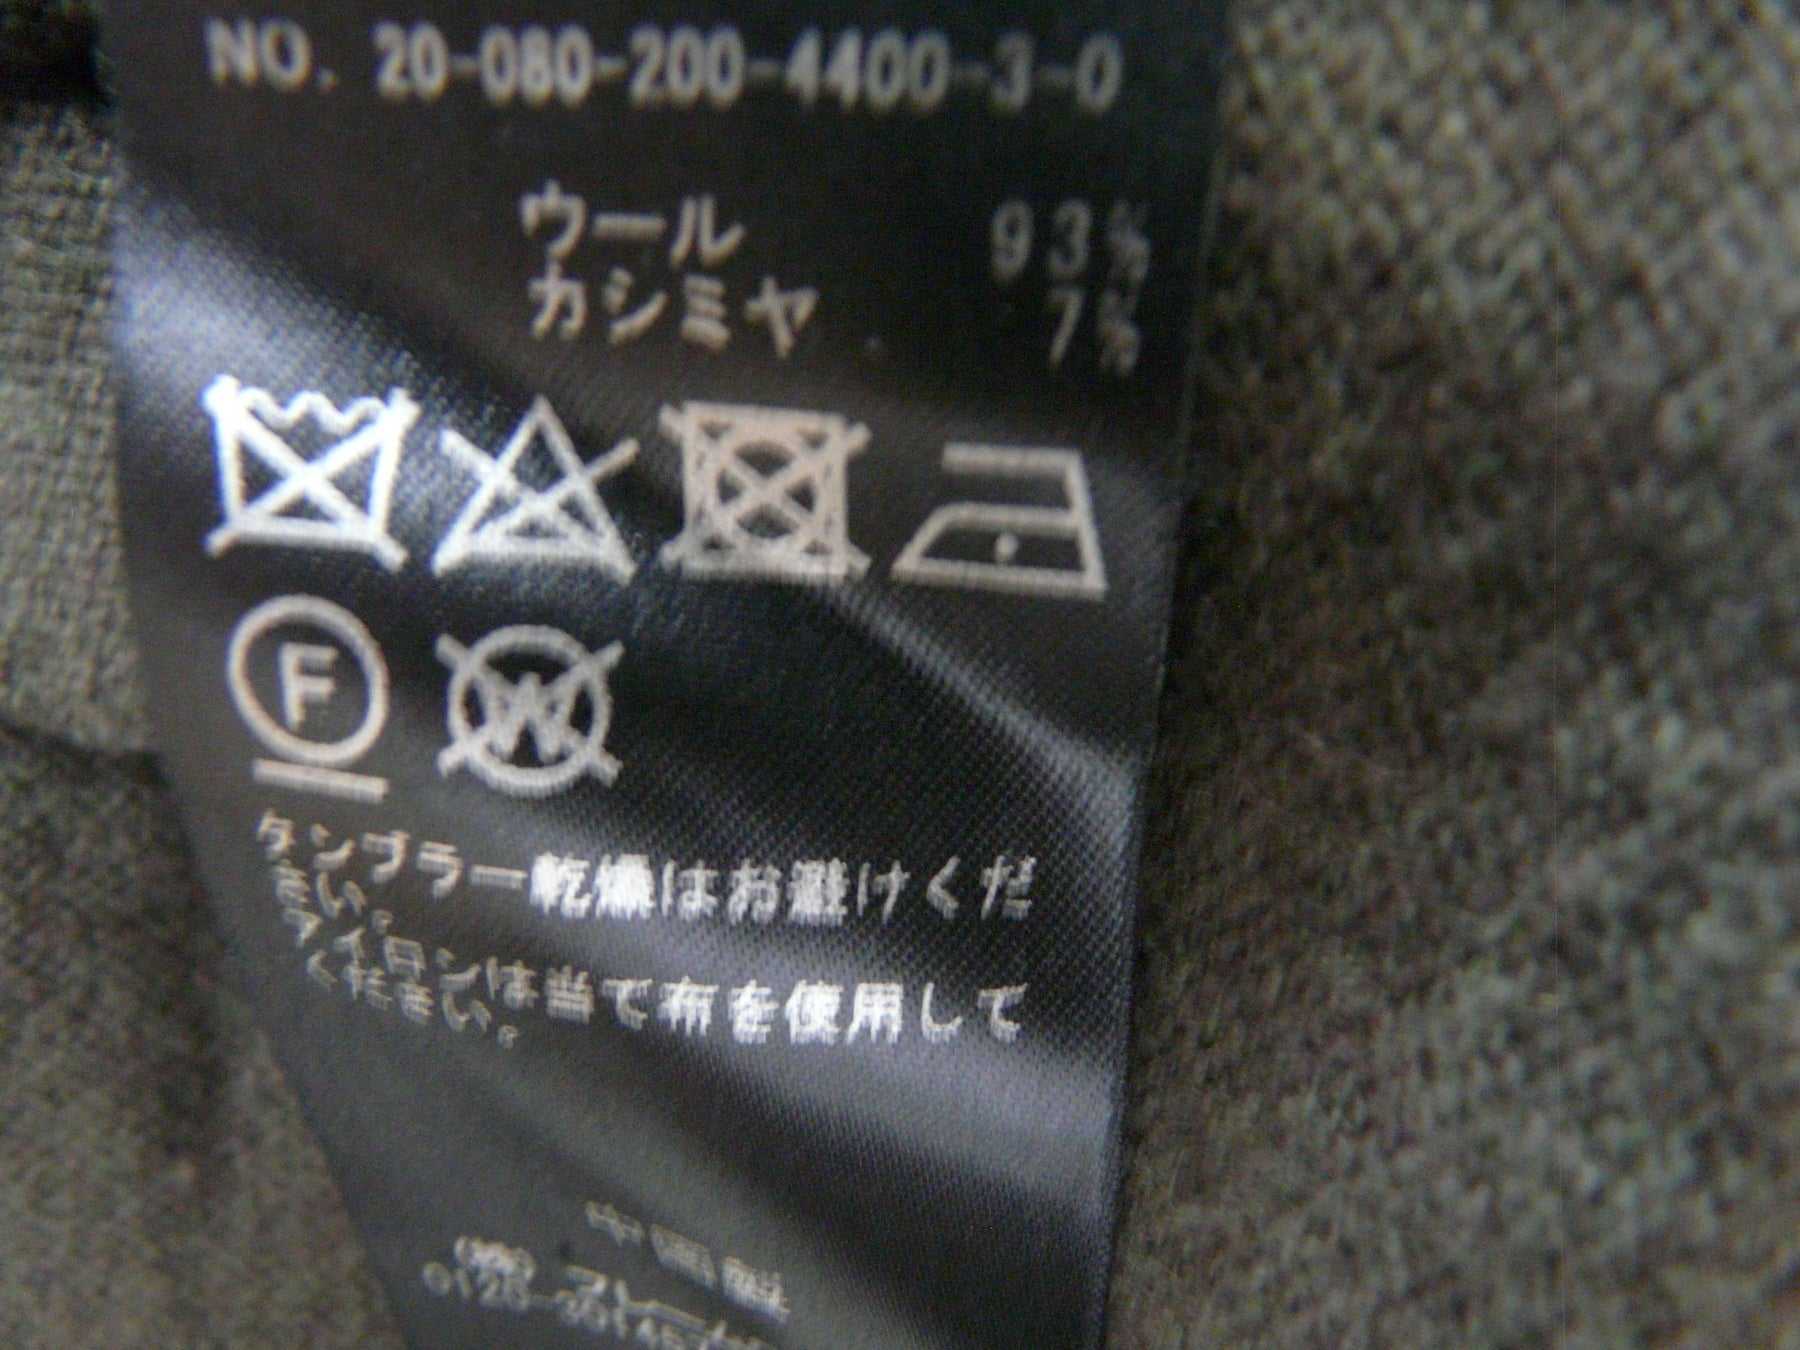 NO. 20-080-200-4400-3-0
ウール 93%
カシミヤ 7%
F
W
タンブラー乾燥はお避けくだ
さい。
アイロンは当て布を使用して
ください。
中国製